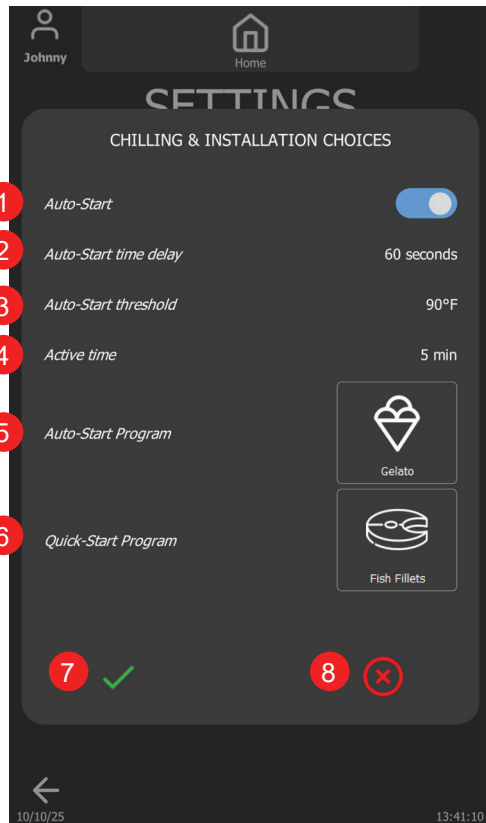 Johnny
Home
SETTINGS
CHILLING & INSTALLATION CHOICES
1 Auto-Start
2 Auto-Start time delay 60 seconds
3 Auto-Start threshold 90°F
4 Active time 5 min
5 Auto-Start Program
Gelato
6 Quick-Start Program
Fish Fillets
7 8
10/10/25 13:41:10